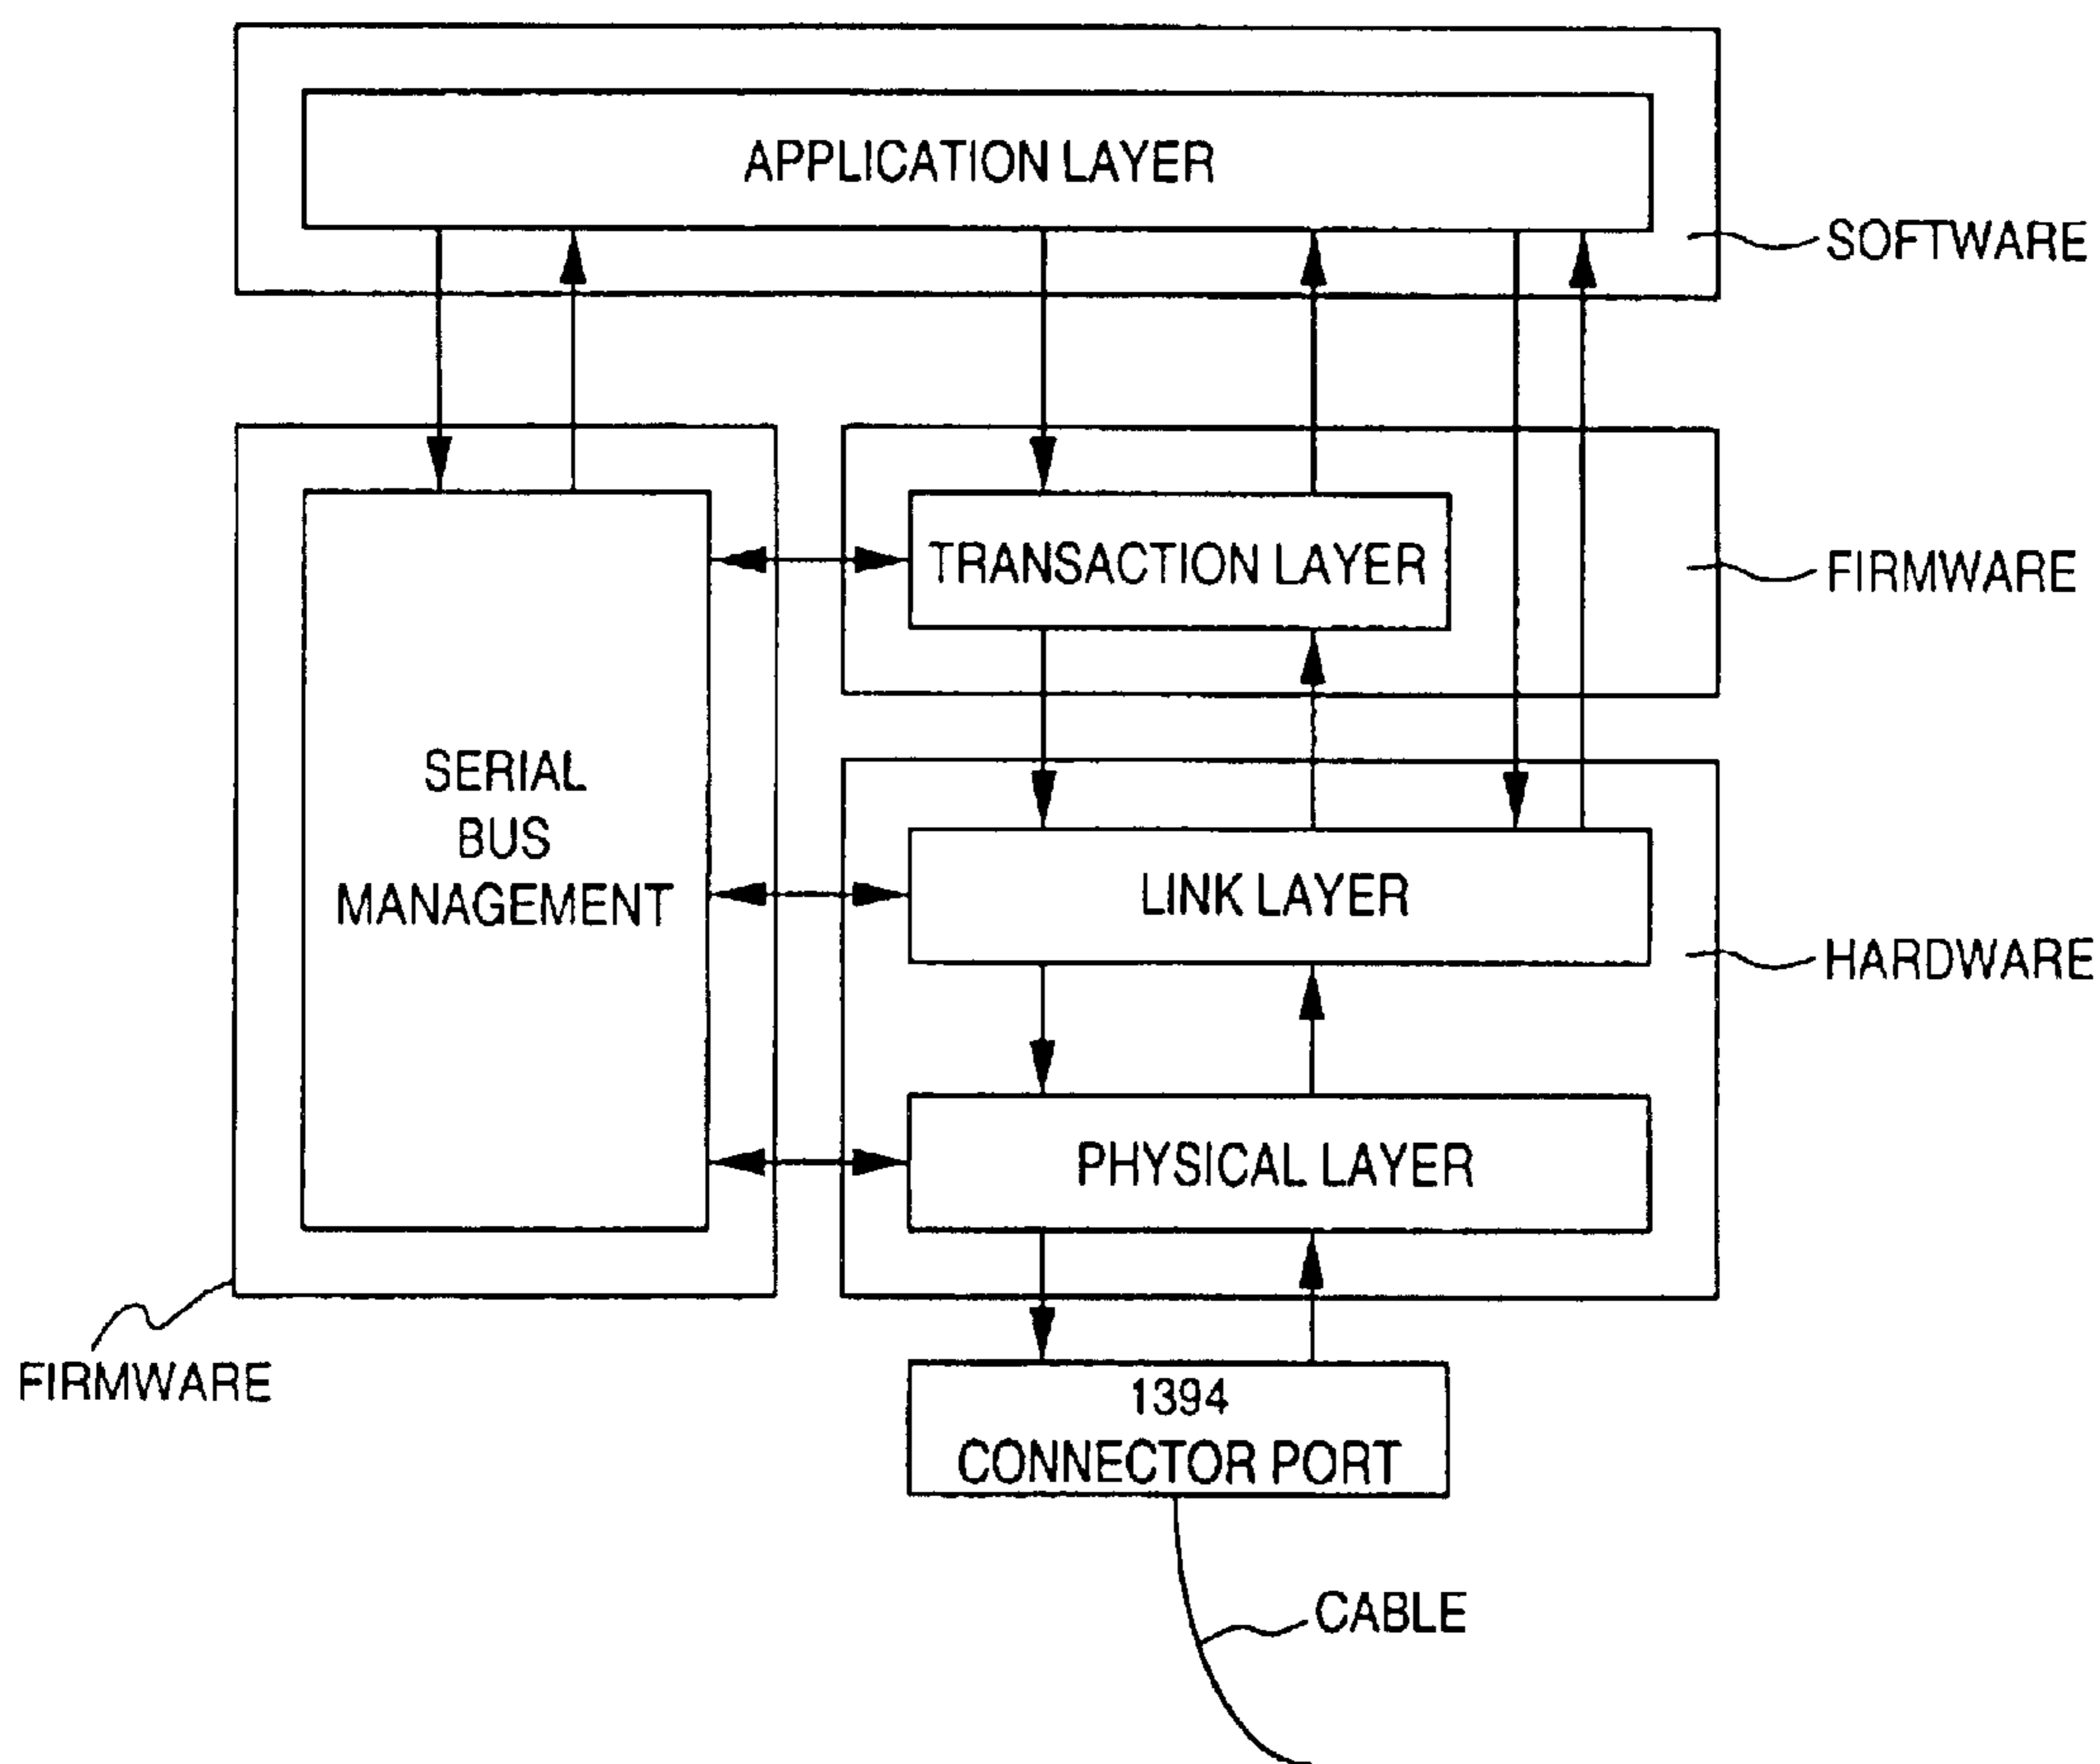 APPLICATION LAYER
SOFTWARE
TRANSACTION LAYER
FIRMWARE
SERIAL
BUS
MANAGEMENT
LINK LAYER
HARDWARE
PHYSICAL LAYER
FIRMWARE
1394
CONNECTOR PORT
CABLE